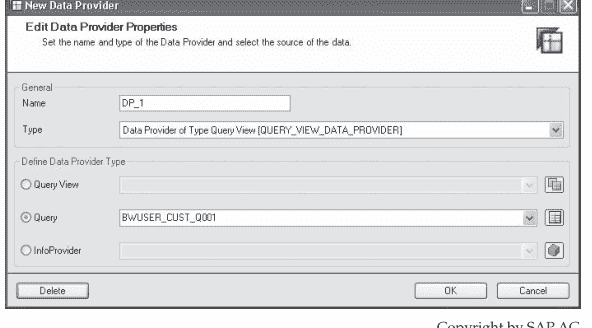 New Data Provider
Edit Data Provider Properties
Set the name and type of the Data Provider and select the source of the data.
General
Name DP_1
Type Data Provider of Type Query View [QUERY_VIEW_DATA_PROVIDER]
Define Data Provider Type
Query View
Query BWUSER_CUST_Q001
InfoProvider
Delete OK Cancel
Copyright by SAP AG